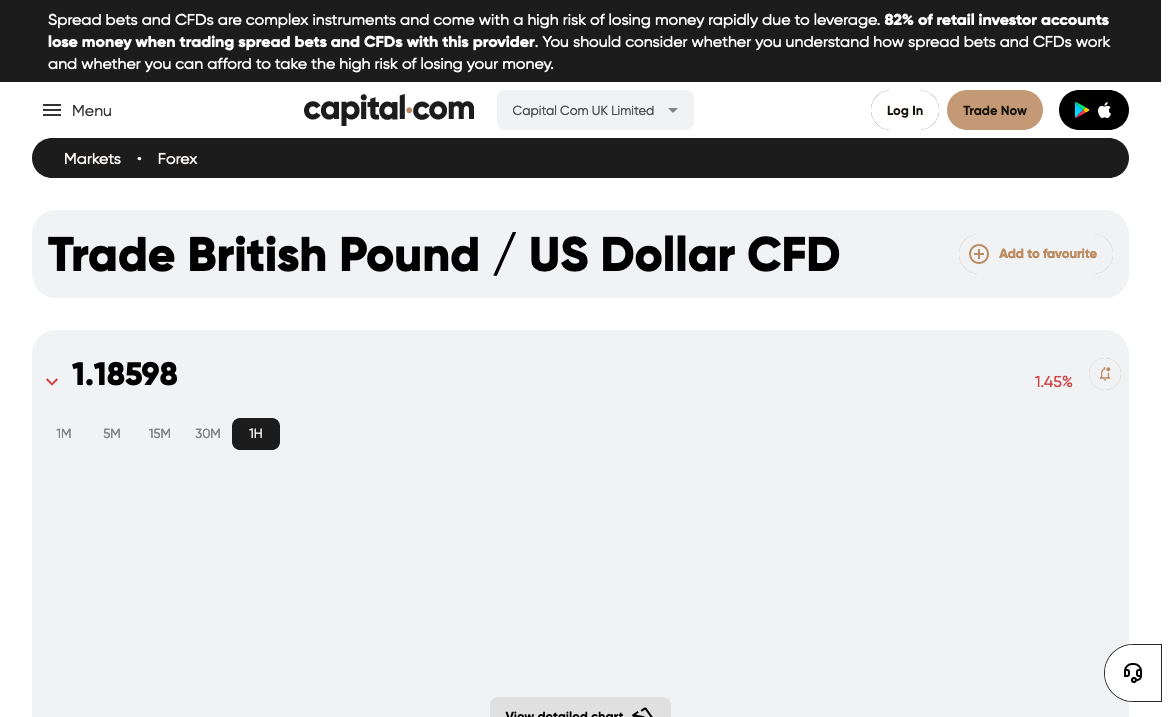 Spread bets and CFDs are complex instruments and come with a high risk of losing money rapidly due to leverage. 82% of retail investor accounts
lose money when trading spread bets and CFDs with this provider. You should consider whether you understand how spread bets and CFDs work
and whether you can afford to take the high risk of losing your money.
Menu
capital.com
Capital Com UK Limited
Log In
Trade Now
Markets • Forex
Trade British Pound / US Dollar CFD
Add to favourite
1.18598
1.45%
1M 5M 15M 30M 1H
View detailed chart